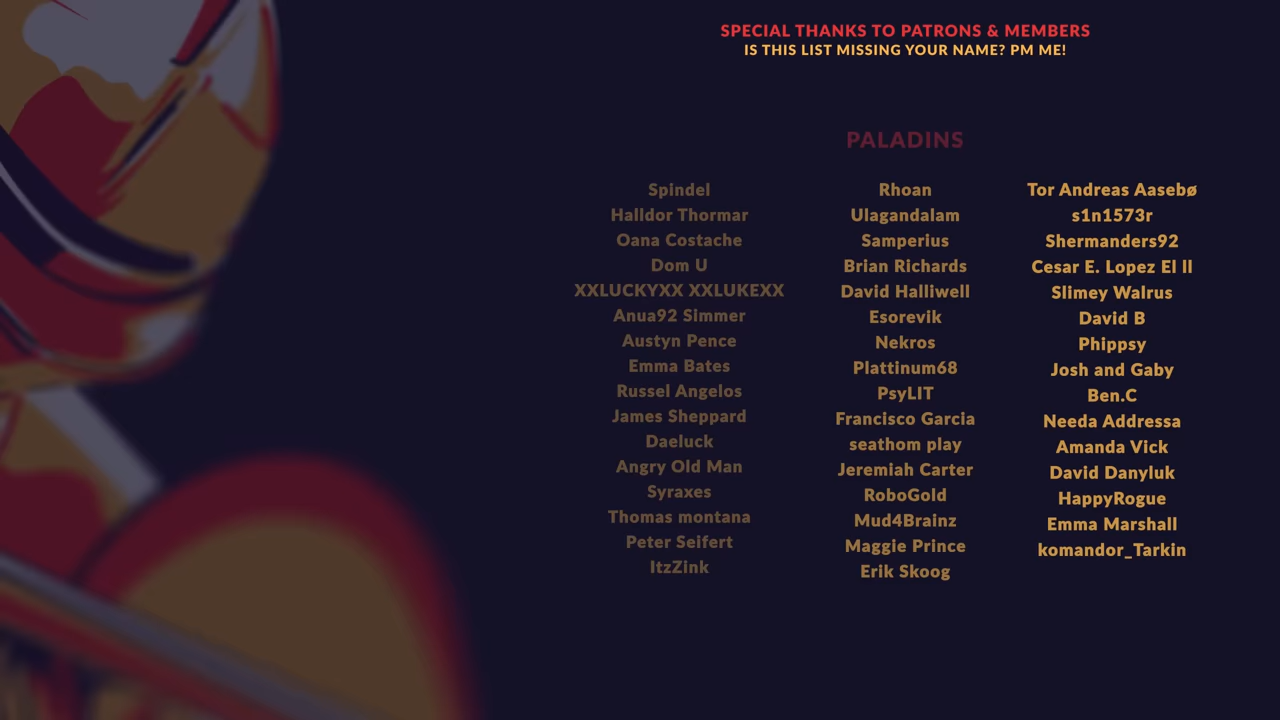 SPECIAL THANKS TO PATRONS & MEMBERS
IS THIS LIST MISSING YOUR NAME? PM ME!
PALADINS
Spindel
Halldor Thormar
Oana Costache
Dom U
XXLUCKYXX XXLUKEXX
Anua92 Simmer
Austyn Pence
Emma Bates
Russel Angelos
James Sheppard
Daeluck
Angry Old Man
Syraxes
Thomas montana
Peter Seifert
ItzZink
Rhoan
Ulagandalam
Samperius
Brian Richards
David Halliwell
Esorevik
Nekros
Plattinum68
PsyLIT
Francisco Garcia
seathom play
Jeremiah Carter
RoboGold
Mud4Brainz
Maggie Prince
Erik Skoog
Tor Andreas Aasebø
s1n1573r
Shermanders92
Cesar E. Lopez El ll
Slimey Walrus
David B
Phippsy
Josh and Gaby
Ben.C
Needa Addressa
Amanda Vick
David Danyluk
HappyRogue
Emma Marshall
komandor_Tarkin